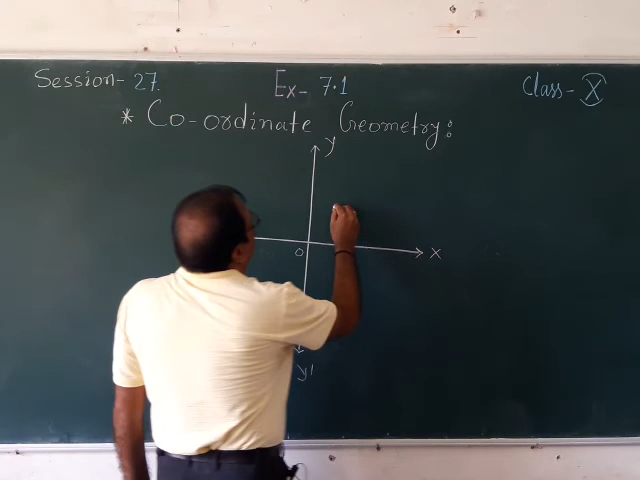 Session- 27.
Ex- 7.1
Class- X
* Co-ordinate Geometry:
y
O
x
y'